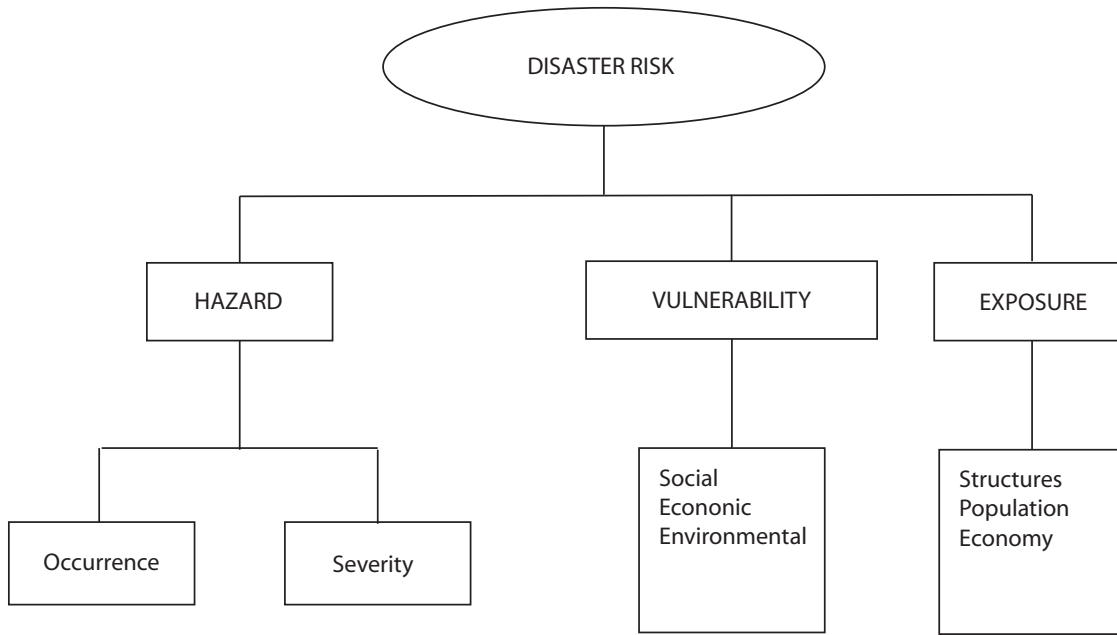 DISASTER RISK
HAZARD
VULNERABILITY
EXPOSURE
Occurrence
Severity
Social
Econonic
Environmental
Structures
Population
Economy